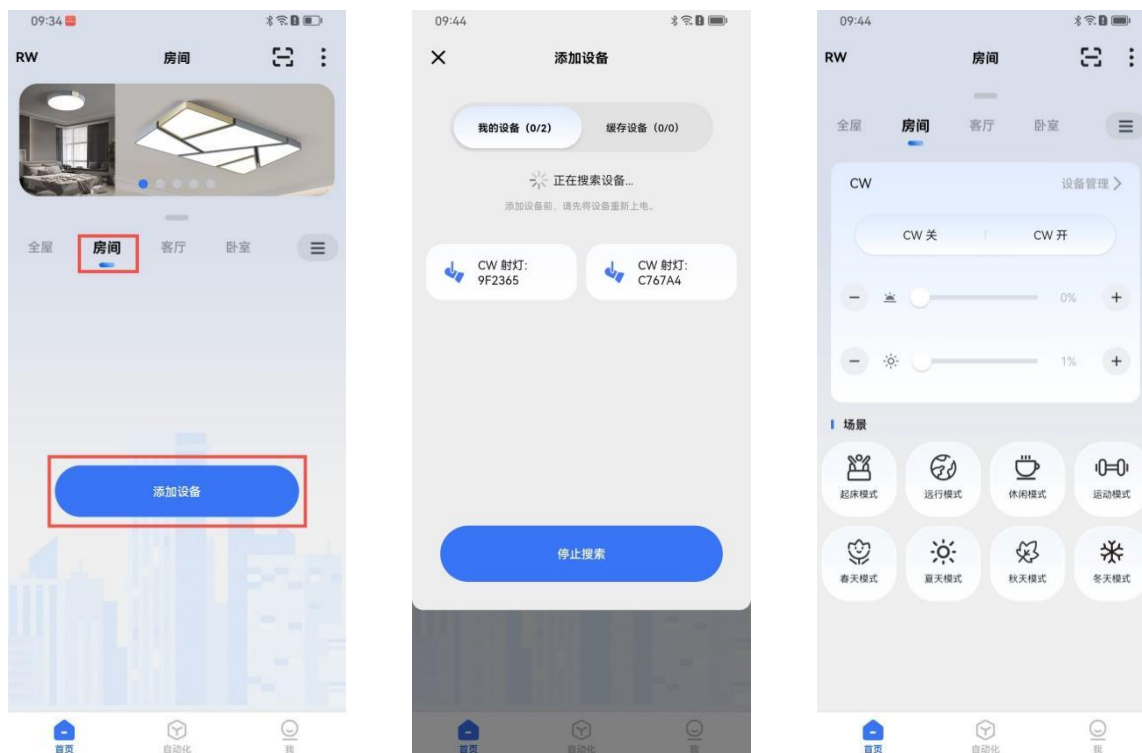 09:34
RW
房间
全屋
房间
客厅
卧室
添加设备
首页
自动化
我
09:44
添加设备
我的设备（0/2）
缓存设备（0/0）
正在搜索设备...
添加设备前，请先将设备重新上电。
CW 射灯:
9F2365
CW 射灯:
C767A4
停止搜索
首页
自动化
我
09:44
RW
房间
全屋
房间
客厅
卧室
CW
设备管理
CW 关
CW 开
0%
1%
场景
起床模式
远行模式
休闲模式
运动模式
春天模式
夏天模式
秋天模式
冬天模式
首页
自动化
我